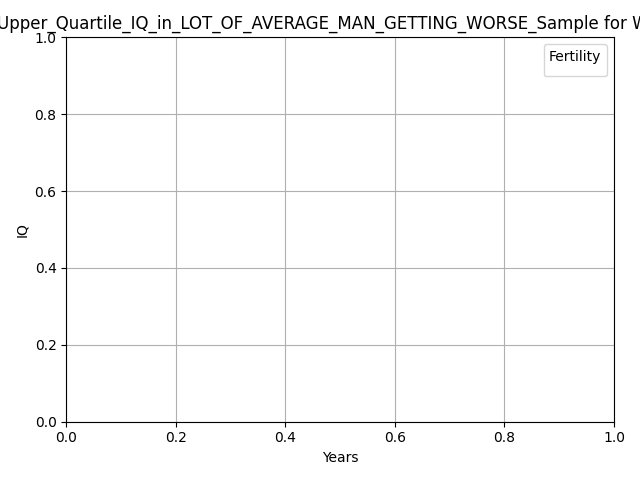 Upper_Quartile_IQ_in_LOT_OF_AVERAGE_MAN_GETTING_WORSE_Sample for W
1.0
Fertility
0.8
0.6
IQ
0.4
0.2
0.0
0.0 0.2 0.4 0.6 0.8 1.0
Years